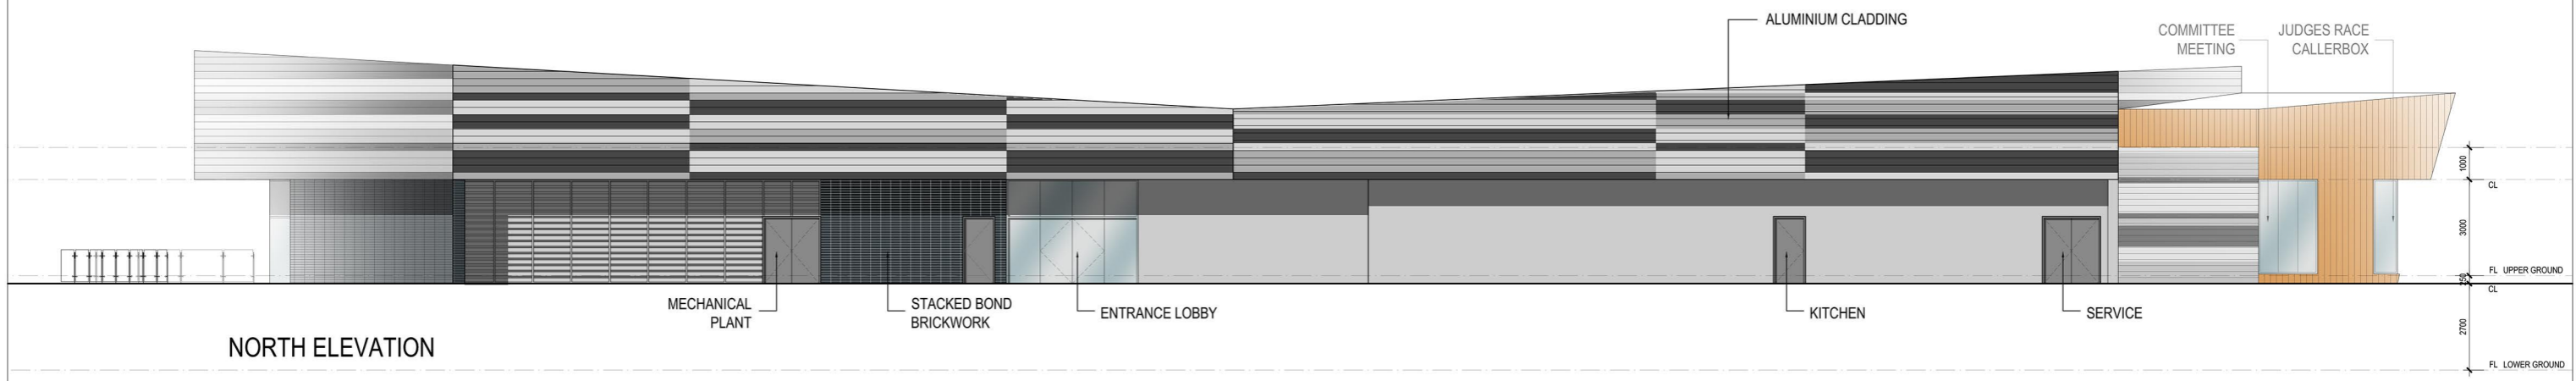 ALUMINIUM CLADDING
COMMITTEE
MEETING
JUDGES RACE
CALLERBOX
1000
CL
3000
FL UPPER GROUND
250
CL
2700
FL LOWER GROUND
MECHANICAL
PLANT
STACKED BOND
BRICKWORK
ENTRANCE LOBBY
KITCHEN
SERVICE
NORTH ELEVATION